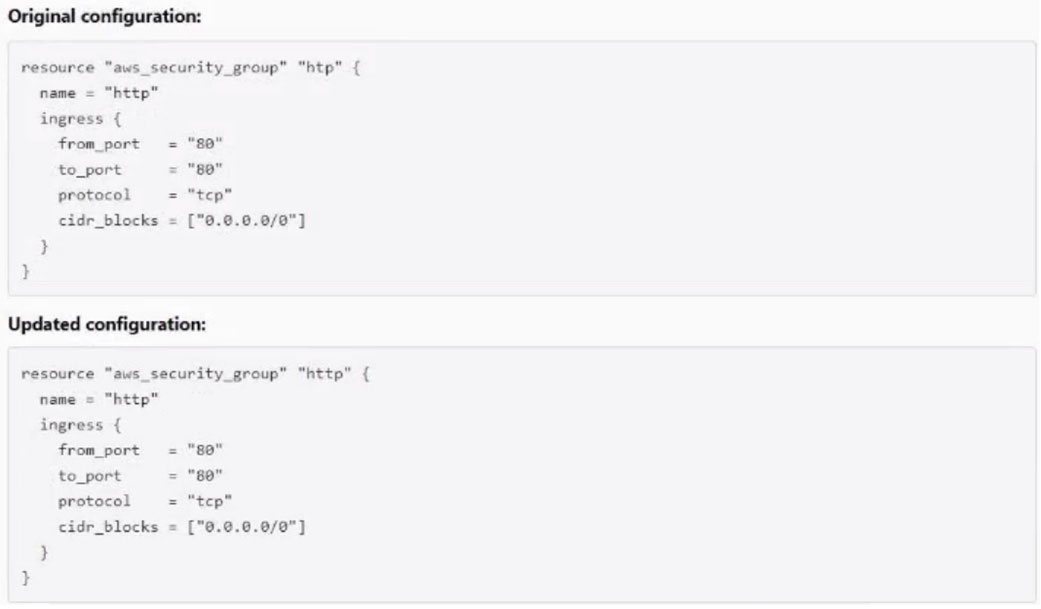 Original configuration:
resource "aws_security_group" "htp" {
name = "http"
ingress {
from_port = "80"
to_port = "80"
protocol = "tcp"
cidr_blocks = ["0.0.0.0/0"]
}
}
Updated configuration:
resource "aws_security_group" "http" {
name = "http"
ingress {
from_port = "80"
to_port = "80"
protocol = "tcp"
cidr_blocks = ["0.0.0.0/0"]
}
}